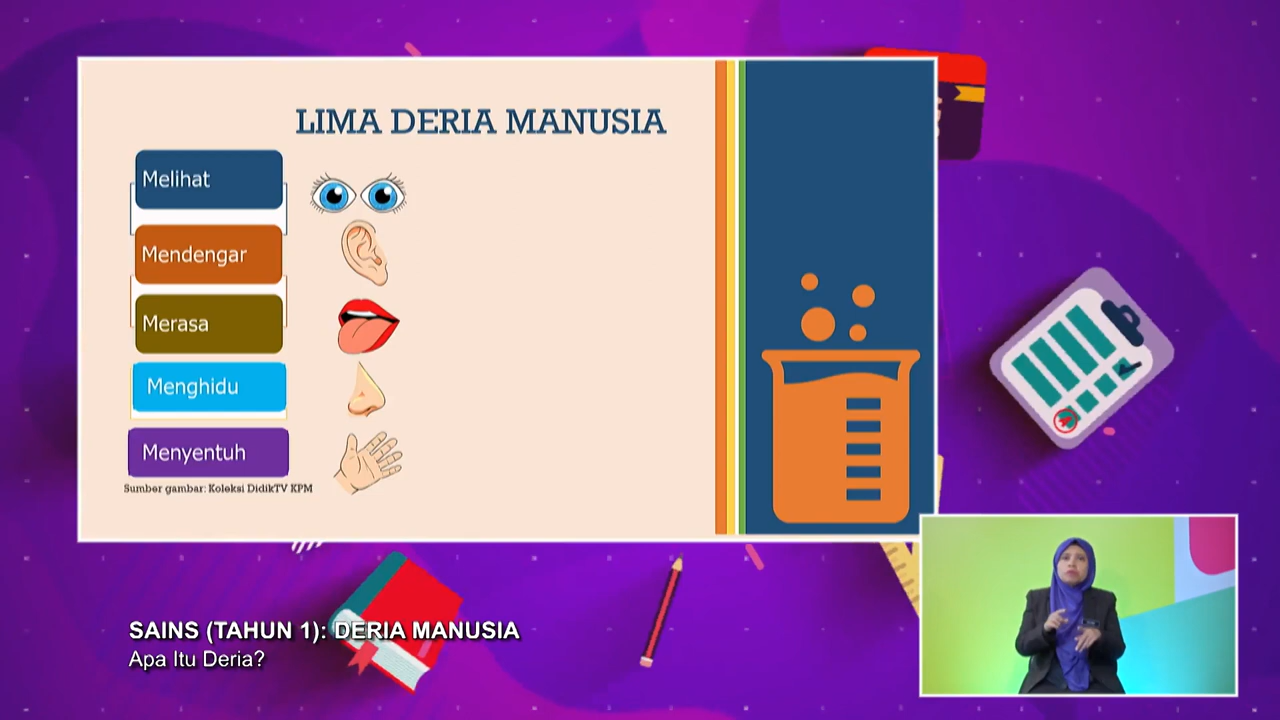 LIMA DERIA MANUSIA
Melihat
Mendengar
Merasa
Menghidu
Menyentuh
Sumber gambar: Koleksi DidikTV KPM
SAINS (TAHUN 1): DERIA MANUSIA
Apa Itu Deria?